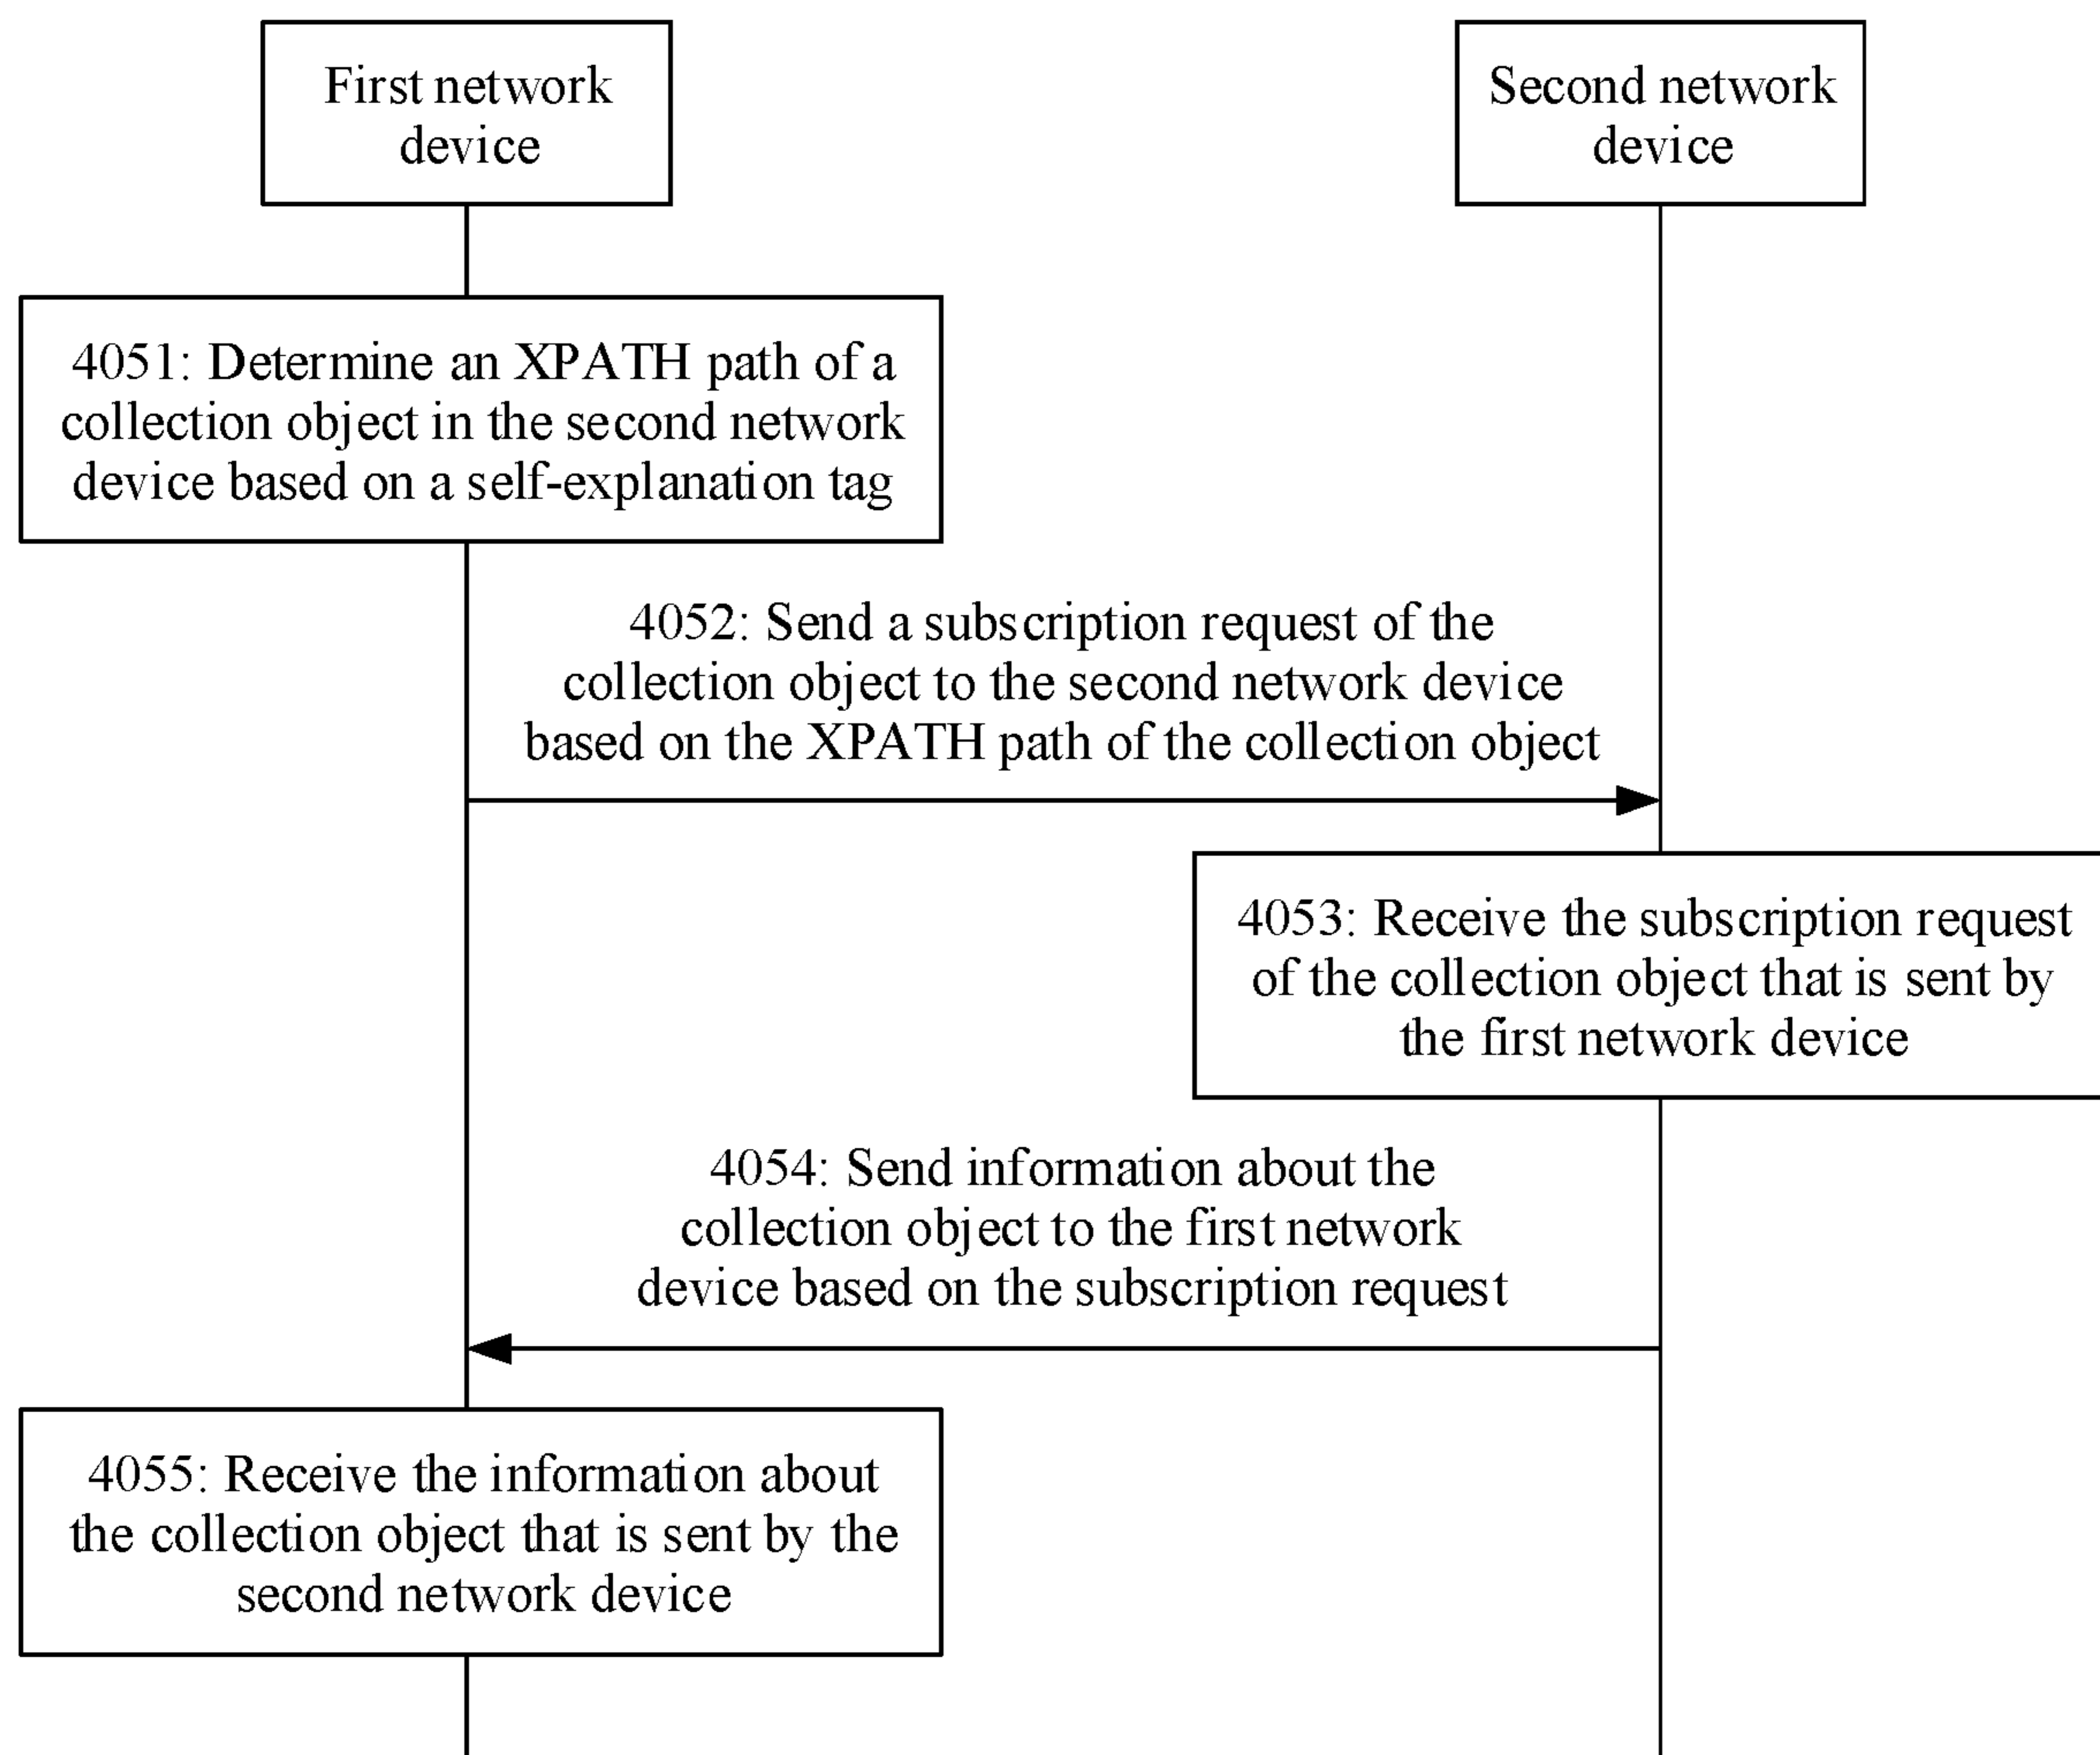 First network
device
Second network
device
4051: Determine an XPATH path of a
collection object in the second network
device based on a self-explanation tag
4052: Send a subscription request of the
collection object to the second network device
based on the XPATH path of the collection object
4053: Receive the subscription request
of the collection object that is sent by
the first network device
4054: Send information about the
collection object to the first network
device based on the subscription request
4055: Receive the information about
the collection object that is sent by the
second network device